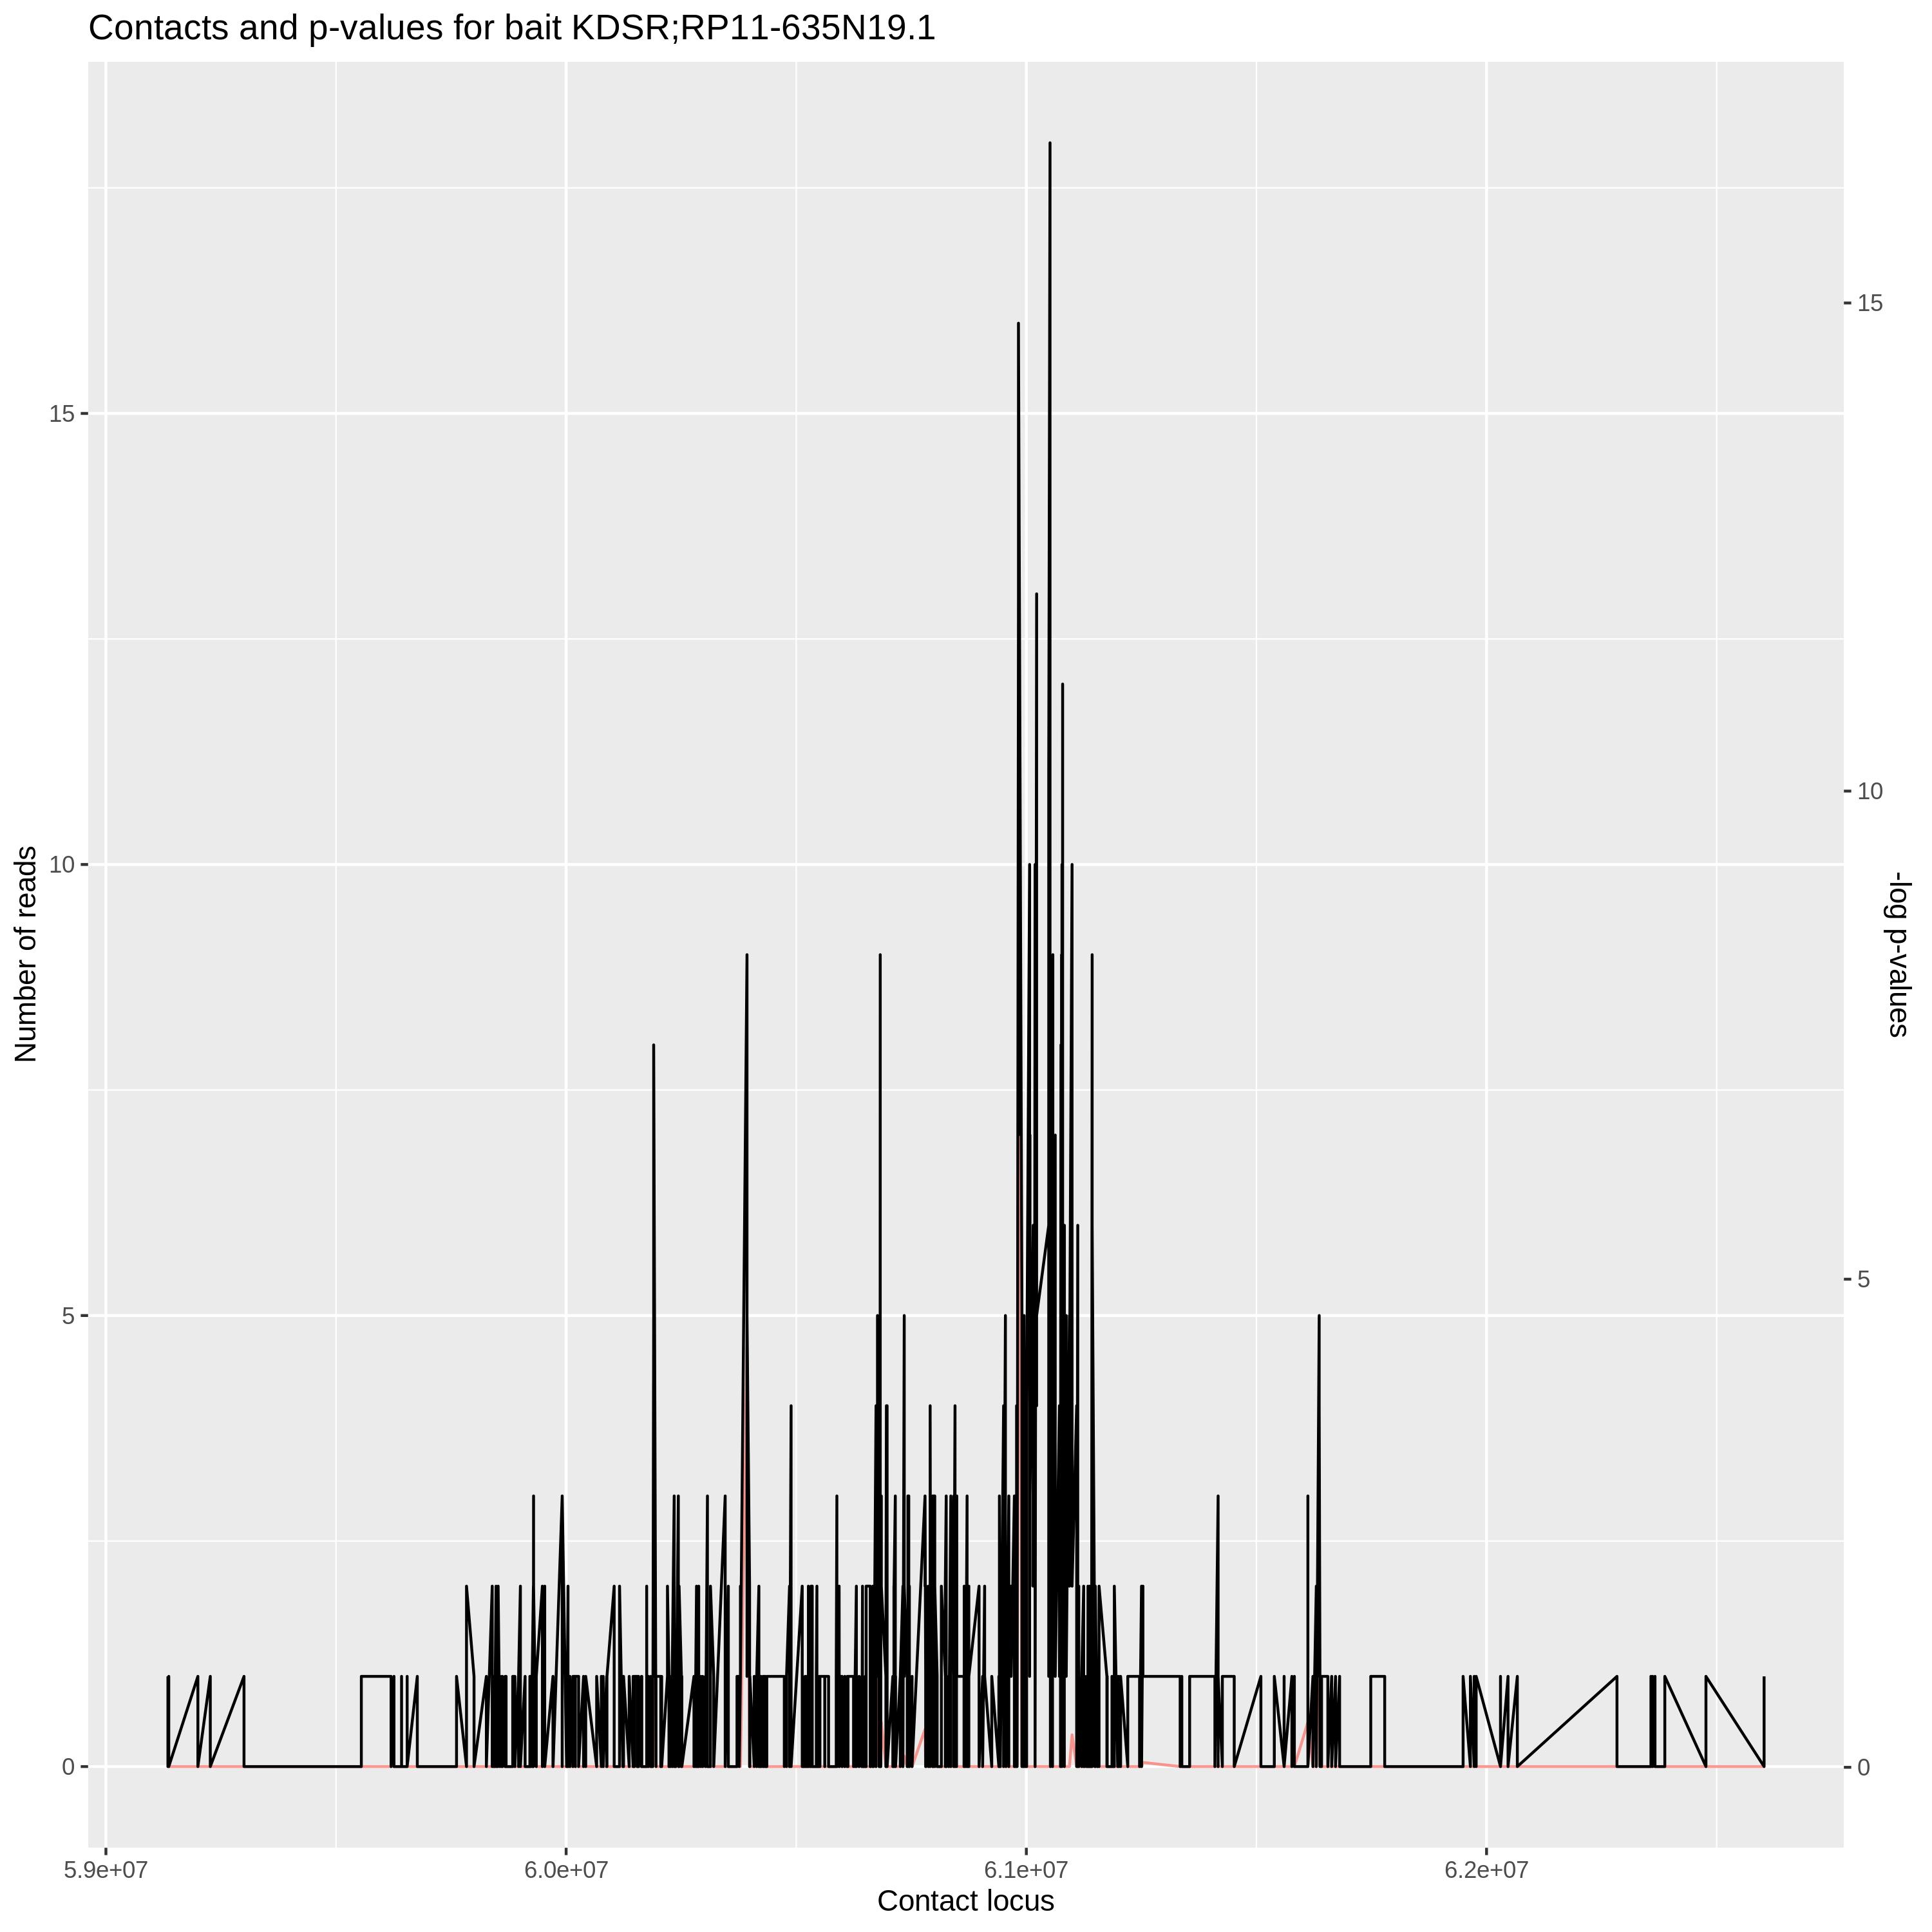 Contacts and p-values for bait KDSR;RP11-635N19.1
Number of reads
15
10
5
0
15
10
5
0
-log p-values
5.9e+07
6.0e+07
6.1e+07
6.2e+07
Contact locus